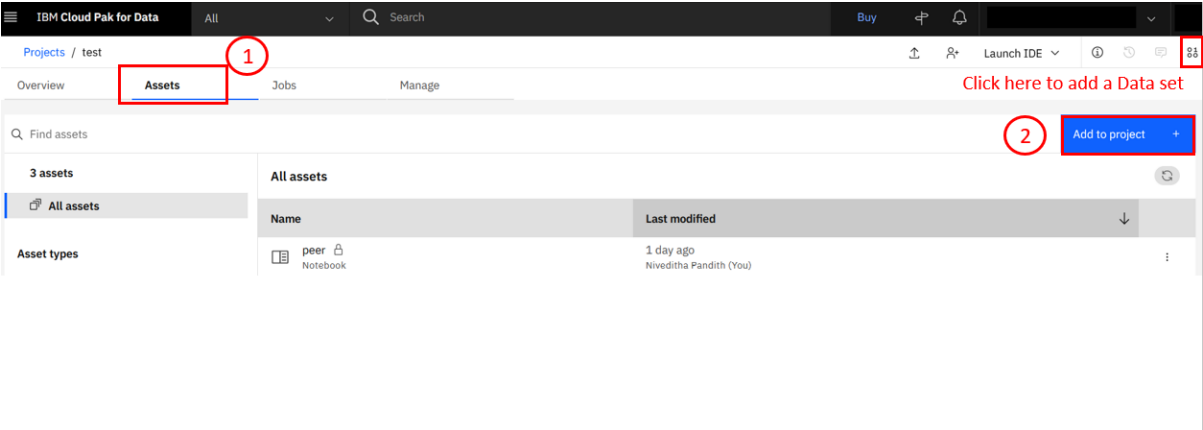 IBM Cloud Pak for Data All Search Buy
Projects / test Launch IDE
1
Overview Assets Jobs Manage
Click here to add a Data set
Find assets 2 Add to project +
3 assets All assets
All assets
Name Last modified
Asset types peer 1 day ago
Notebook Niveditha Pandith (You)